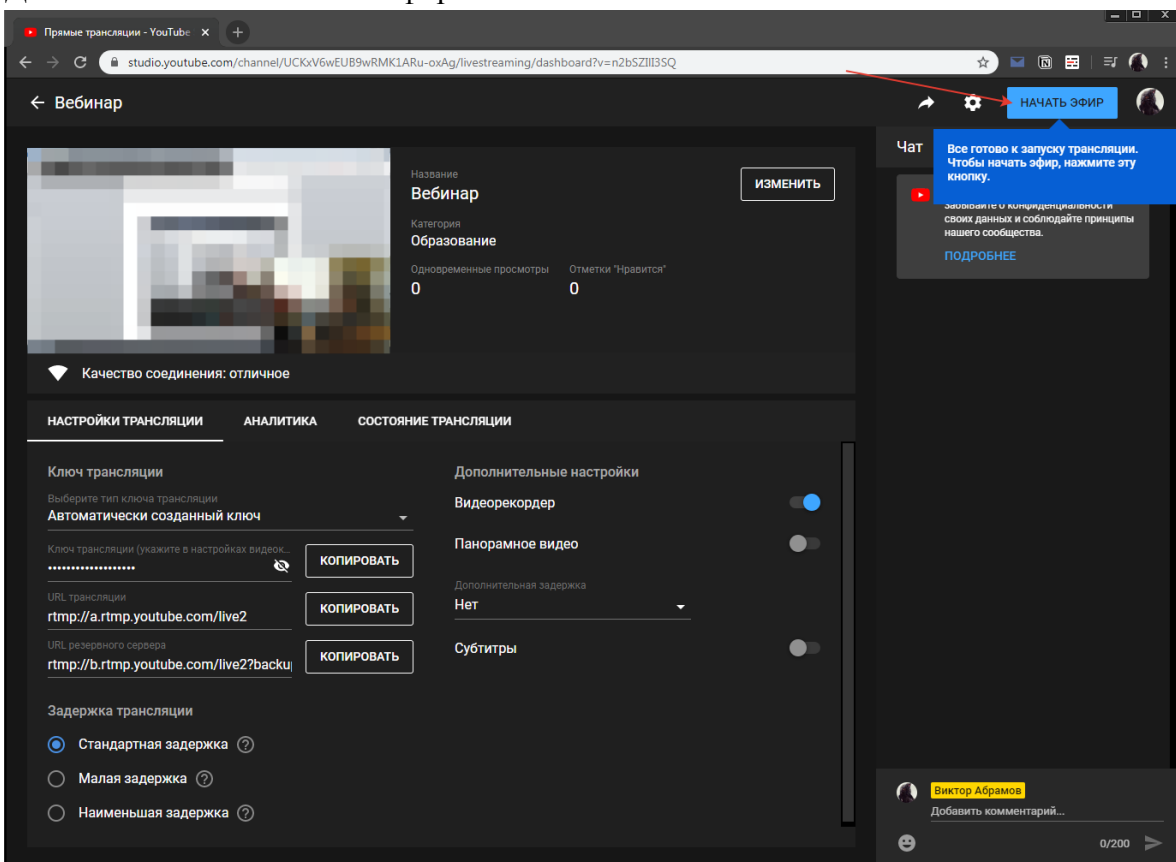 Прямые трансляции - YouTube
studio.youtube.com/channel/UCKxV6wEUB9wRMK1ARu-oxAg/livestreaming/dashboard?v=n2bSZIII3SQ
Вебинар
НАЧАТЬ ЭФИР
Чат
Все готово к запуску трансляции.
Чтобы начать эфир, нажмите эту
кнопку.
забывайте о конфиденциальности
своих данных и соблюдайте принципы
нашего сообщества.
ПОДРОБНЕЕ
Название
Вебинар
ИЗМЕНИТЬ
Категория
Образование
Одновременные просмотры Отметки "Нравится"
0 0
Качество соединения: отличное
НАСТРОЙКИ ТРАНСЛЯЦИИ АНАЛИТИКА СОСТОЯНИЕ ТРАНСЛЯЦИИ
Ключ трансляции
Выберите тип ключа трансляции
Автоматически созданный ключ
Ключ трансляции (укажите в настройках видеок...
••••••••••••••••••• КОПИРОВАТЬ
URL трансляции
rtmp://a.rtmp.youtube.com/live2 КОПИРОВАТЬ
URL резервного сервера
rtmp://b.rtmp.youtube.com/live2?backu КОПИРОВАТЬ
Задержка трансляции
Стандартная задержка
Малая задержка
Наименьшая задержка
Дополнительные настройки
Видеорекордер
Панорамное видео
Дополнительная задержка
Нет
Субтитры
Виктор Абрамов
Добавить комментарий...
0/200